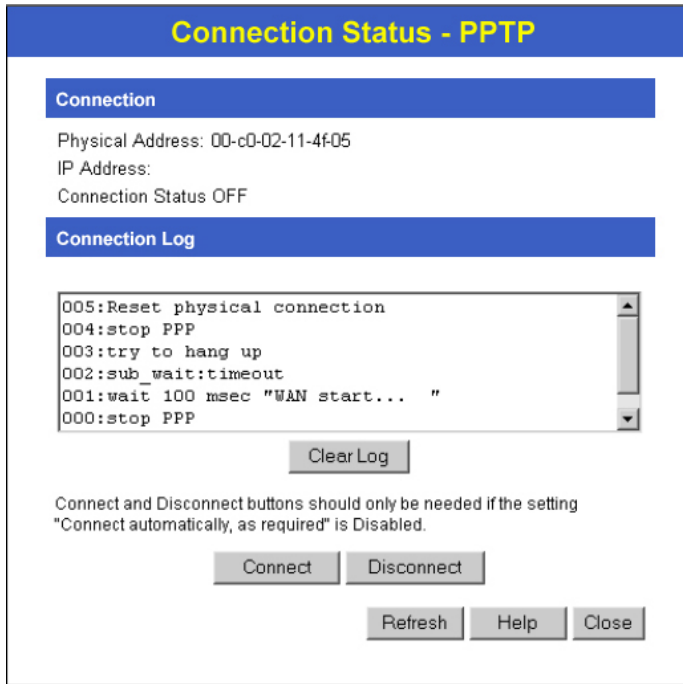 Connection Status - PPTP
Connection
Physical Address: 00-c0-02-11-4f-05
IP Address:
Connection Status OFF
Connection Log
005:Reset physical connection
004:stop PPP
003:try to hang up
002:sub_wait:timeout
001:wait 100 msec "WAN start... "
000:stop PPP
Clear Log
Connect and Disconnect buttons should only be needed if the setting
"Connect automatically, as required" is Disabled.
Connect Disconnect
Refresh Help Close